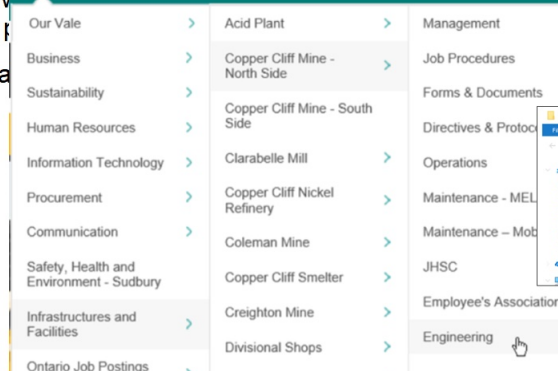 Our Vale
Business
Sustainability
Human Resources
Information Technology
Procurement
Communication
Safety, Health and
Environment - Sudbury
Infrastructures and
Facilities
Ontario Job Postings
Acid Plant
Copper Cliff Mine -
North Side
Copper Cliff Mine - South
Side
Clarabelle Mill
Copper Cliff Nickel
Refinery
Coleman Mine
Copper Cliff Smelter
Creighton Mine
Divisional Shops
Management
Job Procedures
Forms & Documents
Directives & Protoc
Operations
Maintenance - MEL
Maintenance – Mob
JHSC
Employee's Association
Engineering